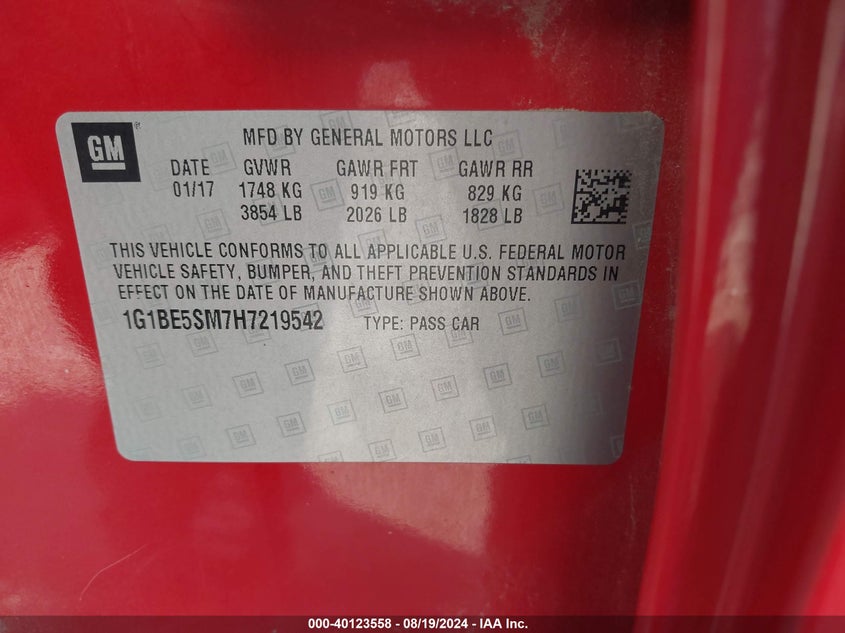 GM
MFD BY GENERAL MOTORS LLC
DATE GVWR GAWR FRT GAWR RR
01/17 1748 KG 919 KG 829 KG
3854 LB 2026 LB 1828 LB
THIS VEHICLE CONFORMS TO ALL APPLICABLE U.S. FEDERAL MOTOR
VEHICLE SAFETY, BUMPER, AND THEFT PREVENTION STANDARDS IN
EFFECT ON THE DATE OF MANUFACTURE SHOWN ABOVE.
1G1BE5SM7H7219542 TYPE: PASS CAR
000-40123558 - 08/19/2024 - IAA Inc.